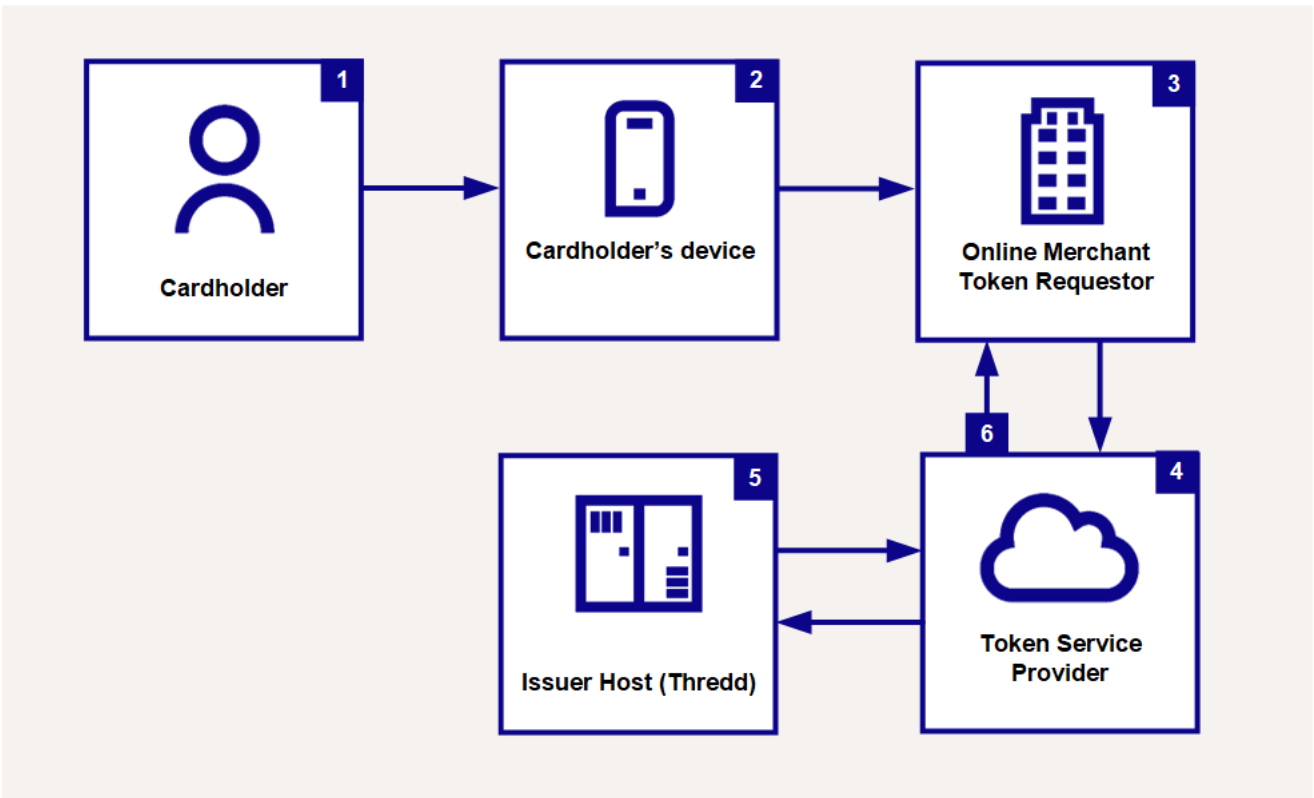 1
Cardholder
2
Cardholder’s device
3
Online Merchant
Token Requestor
6
5
Issuer Host (Thredd)
4
Token Service
Provider